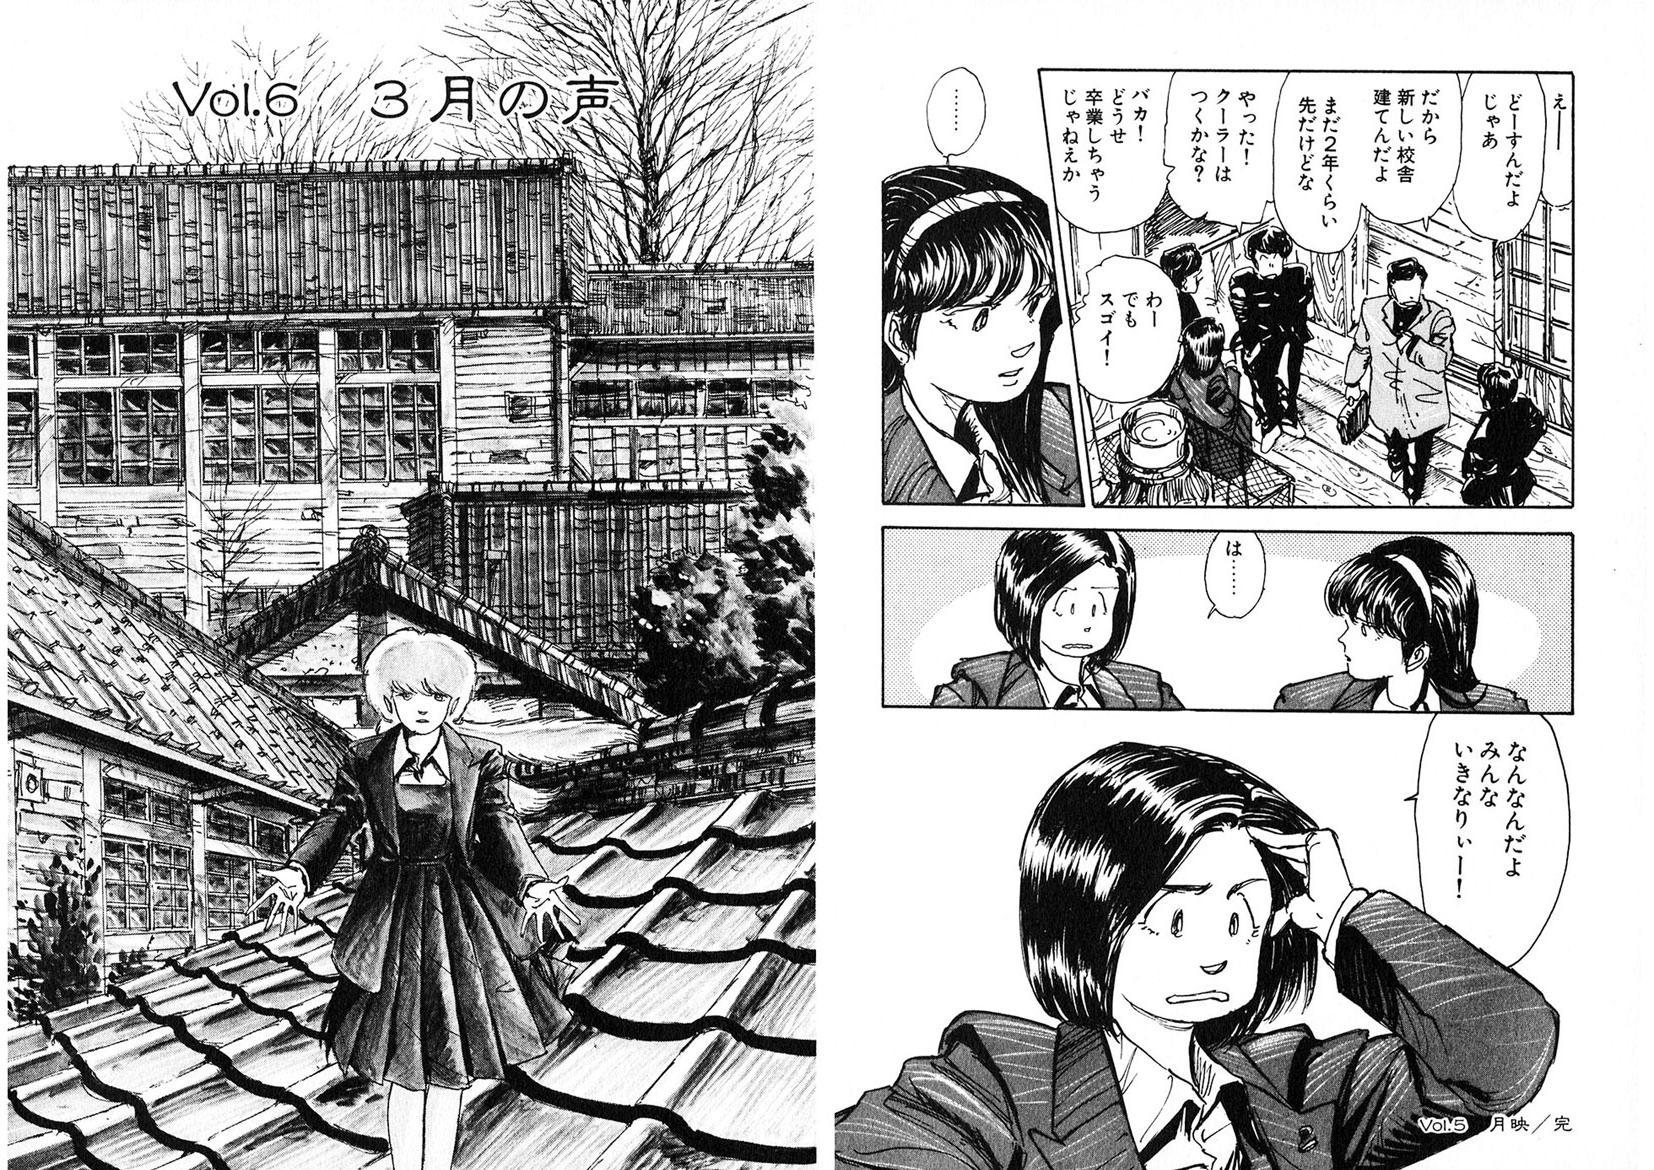 えー
どーすんだよ
じゃあ
だから
新しい校舎
建てんだよ
まだ2年くらい
先だけどな
やった!
クーラーは
つくかな?
バカ!
どうせ
卒業しちゃう
じゃねえか
わー
でも
スゴイ!
……
は……
なんなんだよ
みんな
いきなりぃー!
Vol.5 月映/完
Vol.6 3月の声